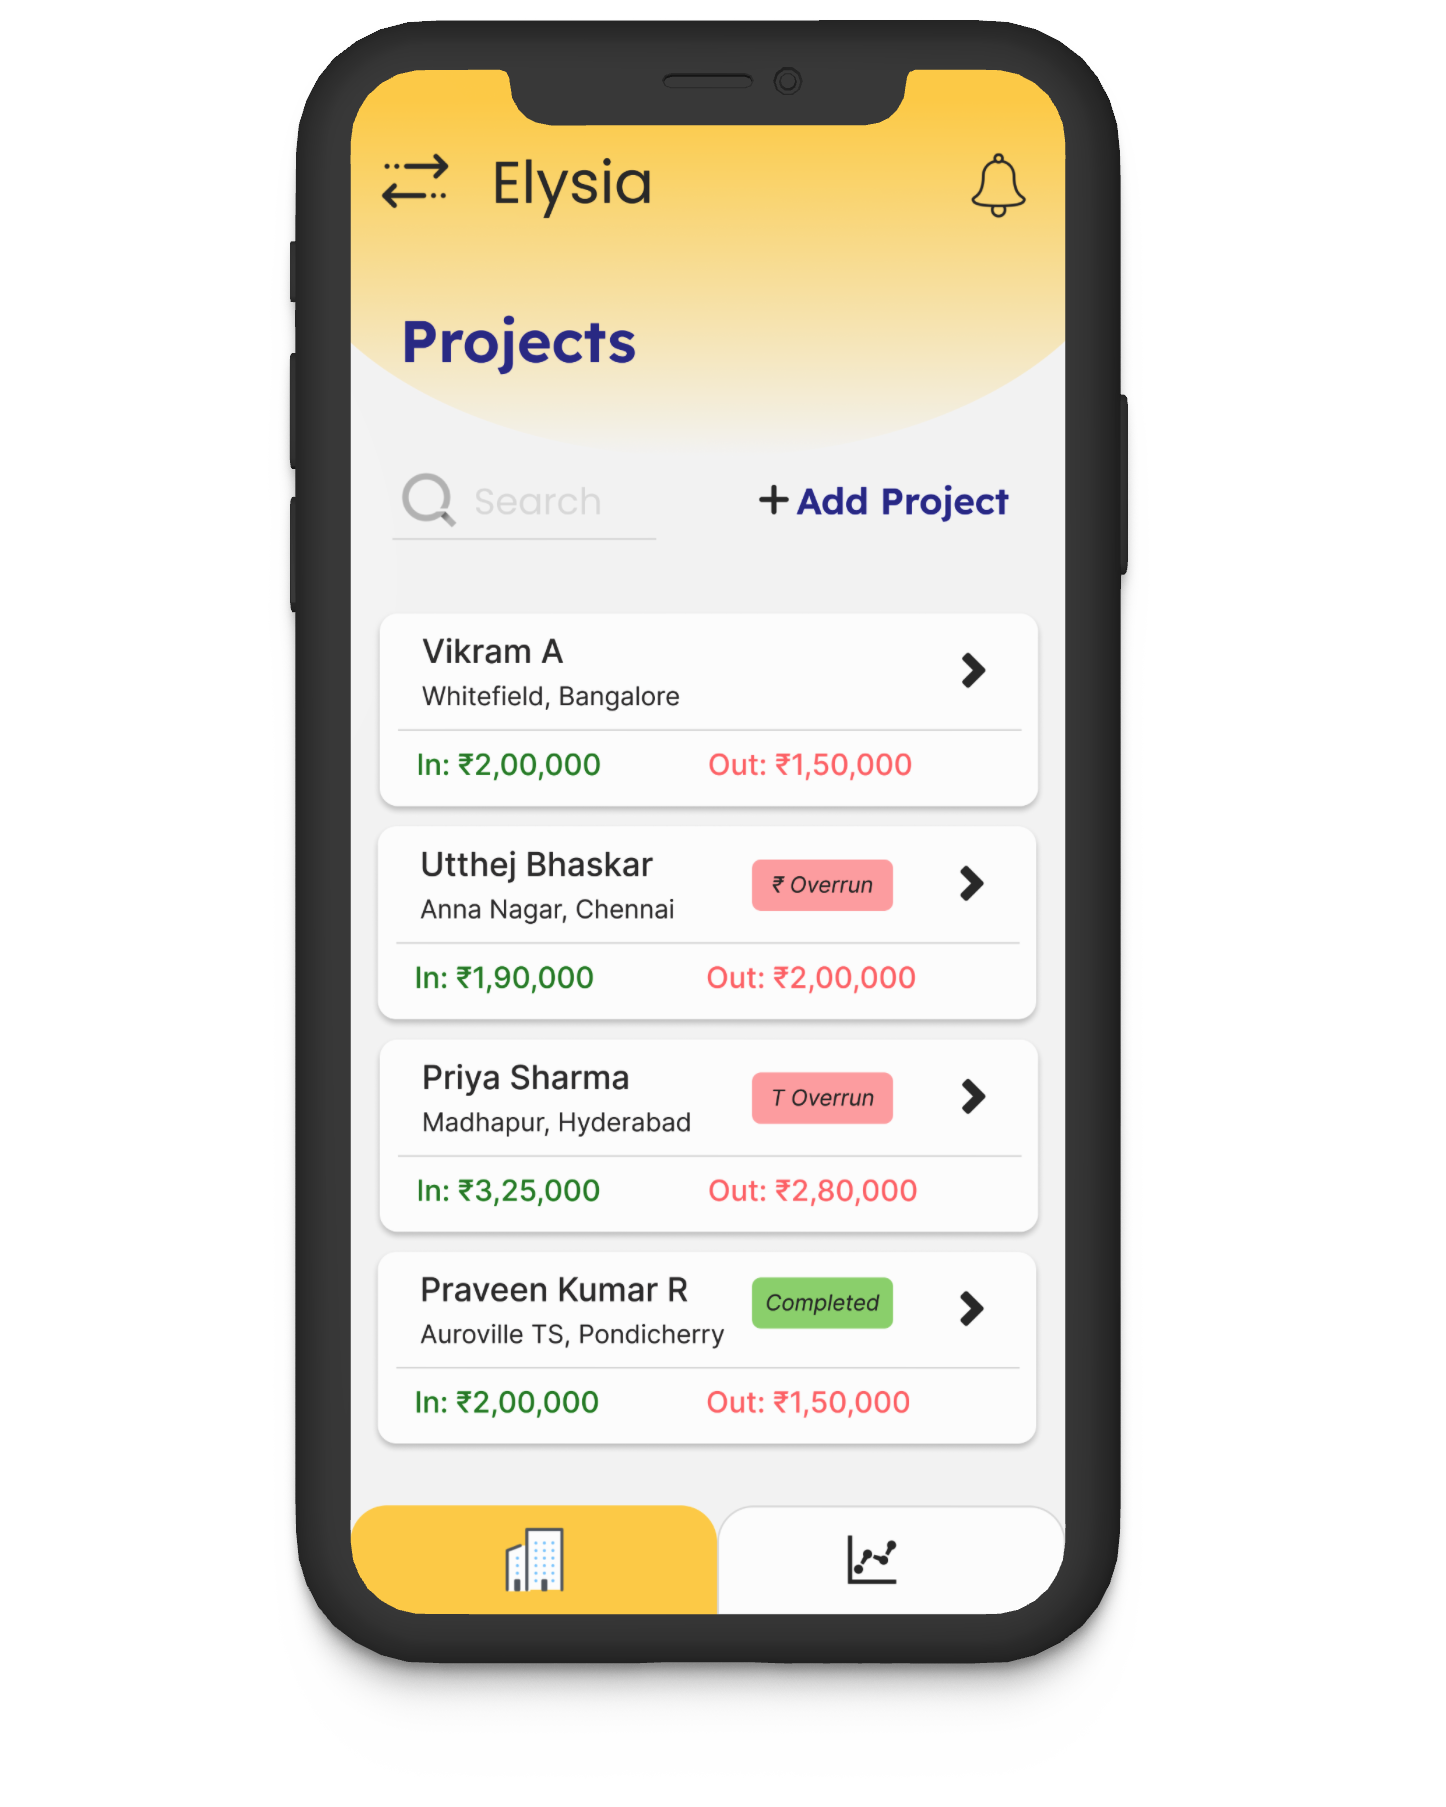 Elysia
Projects
Search
+ Add Project
Vikram A
Whitefield, Bangalore
In: ₹2,00,000 Out: ₹1,50,000
Utthej Bhaskar
₹ Overrun
Anna Nagar, Chennai
In: ₹1,90,000 Out: ₹2,00,000
Priya Sharma
T Overrun
Madhapur, Hyderabad
In: ₹3,25,000 Out: ₹2,80,000
Praveen Kumar R
Completed
Auroville TS, Pondicherry
In: ₹2,00,000 Out: ₹1,50,000